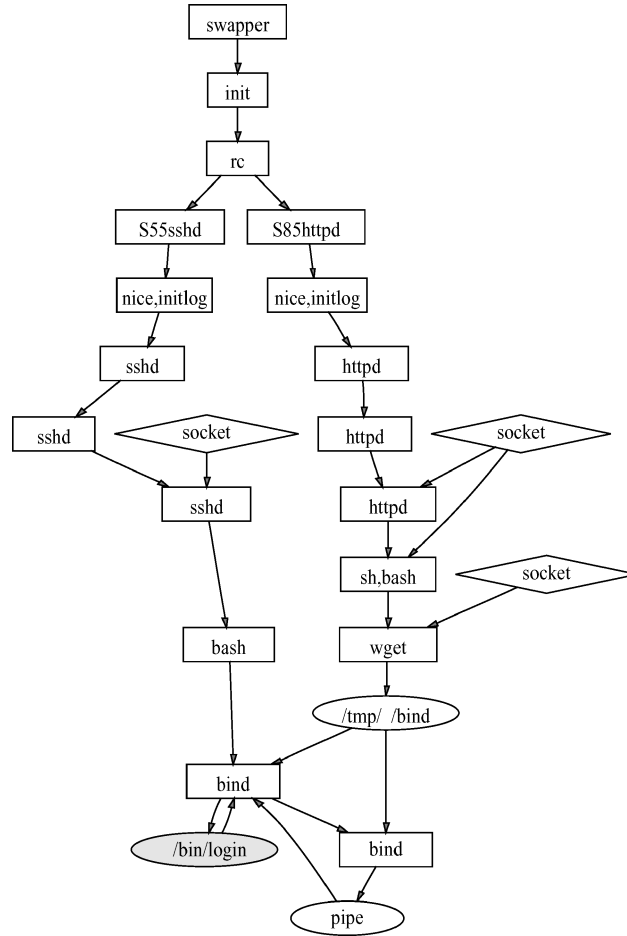 swapper
init
rc
S55sshd
S85httpd
nice,initlog
nice,initlog
sshd
httpd
sshd
socket
httpd
socket
sshd
httpd
sh,bash
socket
bash
wget
/tmp/  /bind
bind
/bin/login
bind
pipe